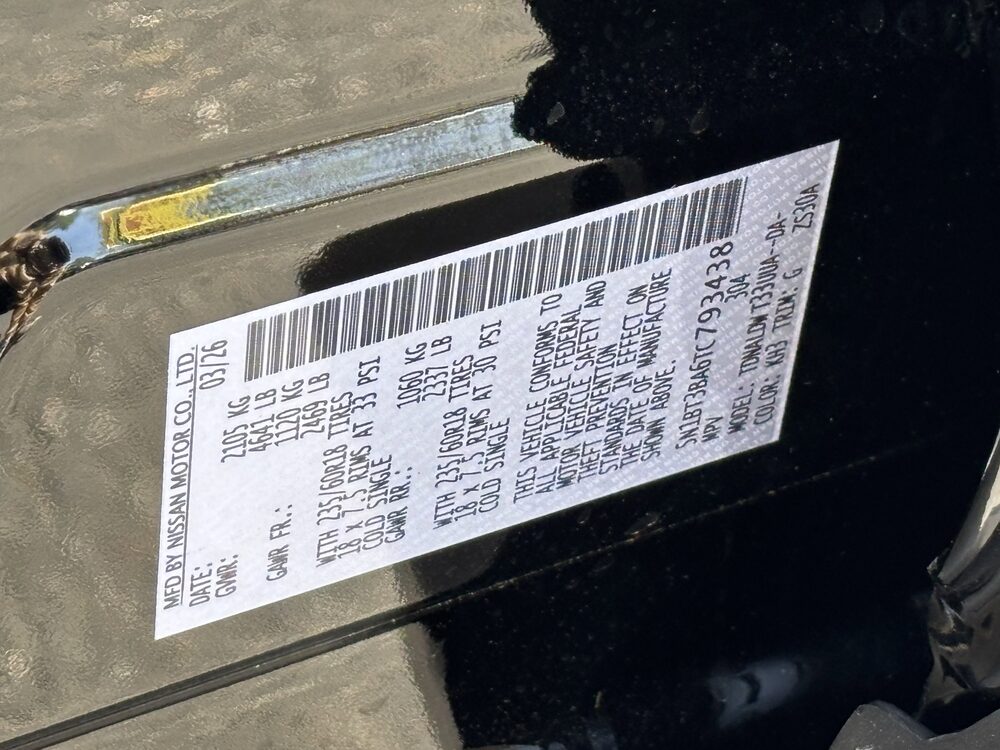 MFD BY NISSAN MOTOR CO.,LTD.
DATE: 03/26
GVWR: 2105 KG
4641 LB
GAWR FR.: 1120 KG
2469 LB
WITH 235/60R18 TIRES
18 X 7.5 RIMS AT 33 PSI
COLD SINGLE
GAWR RR.: 1060 KG
2337 LB
WITH 235/60R18 TIRES
18 X 7.5 RIMS AT 30 PSI
COLD SINGLE
THIS VEHICLE CONFORMS TO
ALL APPLICABLE FEDERAL
MOTOR VEHICLE SAFETY AND
THEFT PREVENTION
STANDARDS IN EFFECT ON
THE DATE OF MANUFACTURE
SHOWN ABOVE.
5N1BT3BA6TC793438
MPV 304
MODEL: TDNALDWT33UUA--DA-
COLOR: KH3 TRIM: G ZS30A